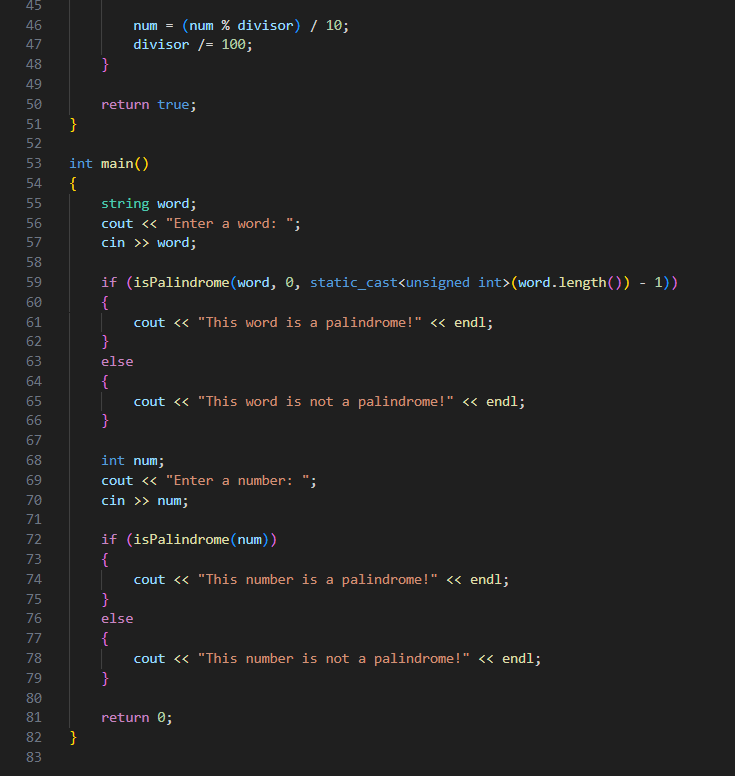 45
46 num = (num % divisor) / 10;
47 divisor /= 100;
48 }
49
50 return true;
51 }
52
53 int main()
54 {
55 string word;
56 cout << "Enter a word: ";
57 cin >> word;
58
59 if (isPalindrome(word, 0, static_cast<unsigned int>(word.length()) - 1))
60 {
61 cout << "This word is a palindrome!" << endl;
62 }
63 else
64 {
65 cout << "This word is not a palindrome!" << endl;
66 }
67
68 int num;
69 cout << "Enter a number: ";
70 cin >> num;
71
72 if (isPalindrome(num))
73 {
74 cout << "This number is a palindrome!" << endl;
75 }
76 else
77 {
78 cout << "This number is not a palindrome!" << endl;
79 }
80
81 return 0;
82 }
83